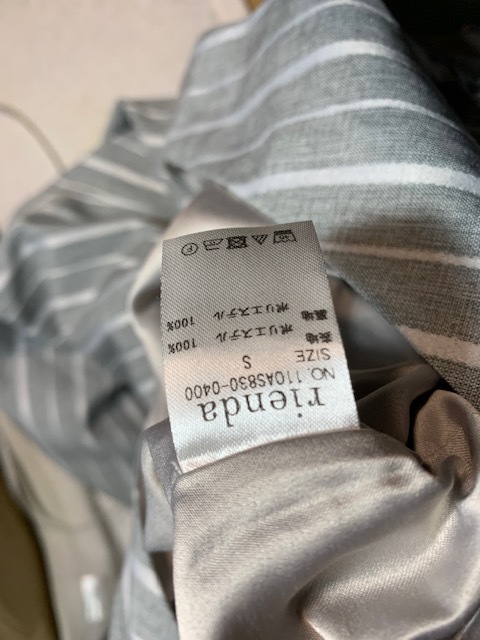 rienda
NO. 110AS830-0400
SIZE S
表地 ポリエステル 100%
裏地 ポリエステル 100%